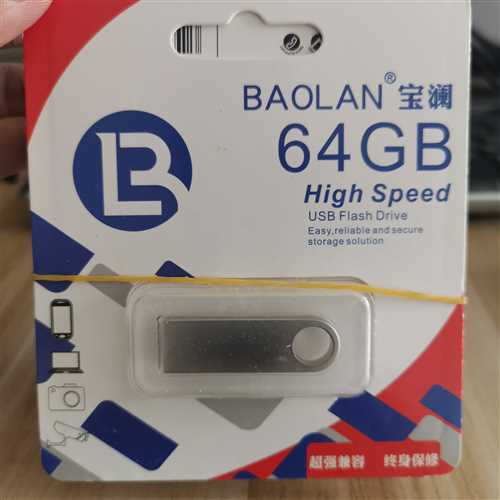 BAOLAN® 宝澜
64GB
High Speed
USB Flash Drive
Easy,reliable and secure
storage solution
超强兼容 终身保修